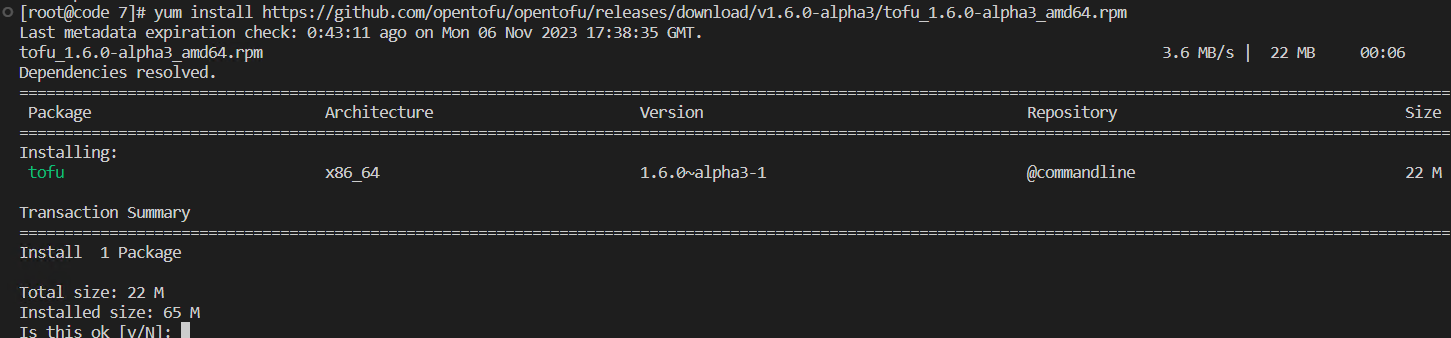 [root@code 7]# yum install https://github.com/opentofu/opentofu/releases/download/v1.6.0-alpha3/tofu_1.6.0-alpha3_amd64.rpm
Last metadata expiration check: 0:43:11 ago on Mon 06 Nov 2023 17:38:35 GMT.
tofu_1.6.0-alpha3_amd64.rpm 3.6 MB/s | 22 MB 00:06
Dependencies resolved.
================================================================================
Package Architecture Version Repository Size
================================================================================
Installing:
tofu x86_64 1.6.0~alpha3-1 @commandline 22 M
Transaction Summary
================================================================================
Install 1 Package
Total size: 22 M
Installed size: 65 M
Is this ok [y/N]: